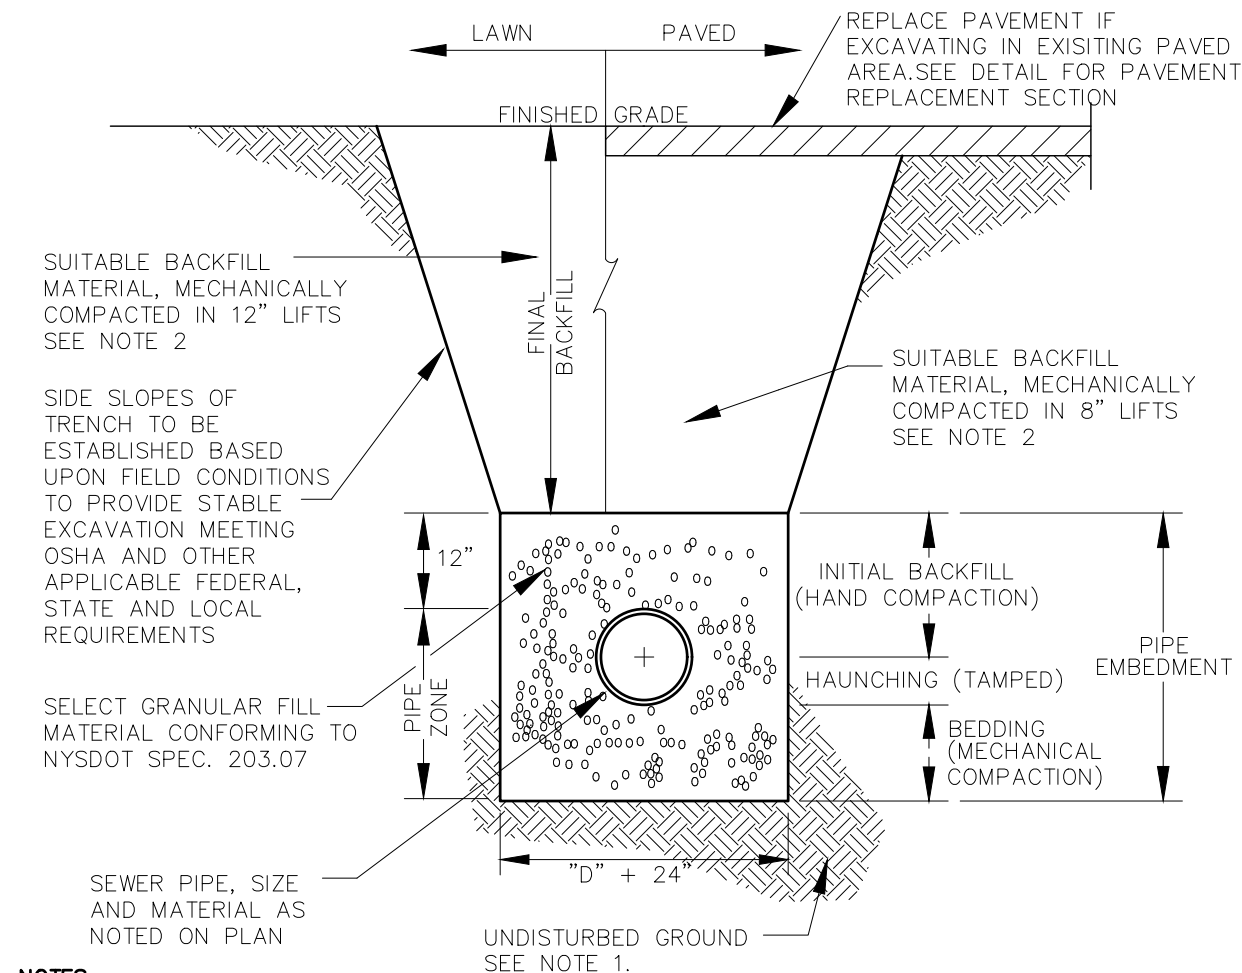 LAWN
PAVED
REPLACE PAVEMENT IF
EXCAVATING IN EXISITING PAVED
AREA.SEE DETAIL FOR PAVEMENT
REPLACEMENT SECTION
FINISHED GRADE
SUITABLE BACKFILL
MATERIAL, MECHANICALLY
COMPACTED IN 12” LIFTS
SEE NOTE 2
FINAL
BACKFILL
SUITABLE BACKFILL
MATERIAL, MECHANICALLY
COMPACTED IN 8” LIFTS
SEE NOTE 2
SIDE SLOPES OF
TRENCH TO BE
ESTABLISHED BASED
UPON FIELD CONDITIONS
TO PROVIDE STABLE
EXCAVATION MEETING
OSHA AND OTHER
APPLICABLE FEDERAL,
STATE AND LOCAL
REQUIREMENTS
12”
INITIAL BACKFILL
(HAND COMPACTION)
PIPE
EMBEDMENT
HAUNCHING (TAMPED)
PIPE
ZONE
SELECT GRANULAR FILL
MATERIAL CONFORMING TO
NYSDOT SPEC. 203.07
BEDDING
(MECHANICAL
COMPACTION)
”D” + 24”
SEWER PIPE, SIZE
AND MATERIAL AS
NOTED ON PLAN
UNDISTURBED GROUND
SEE NOTE 1.
NOTES